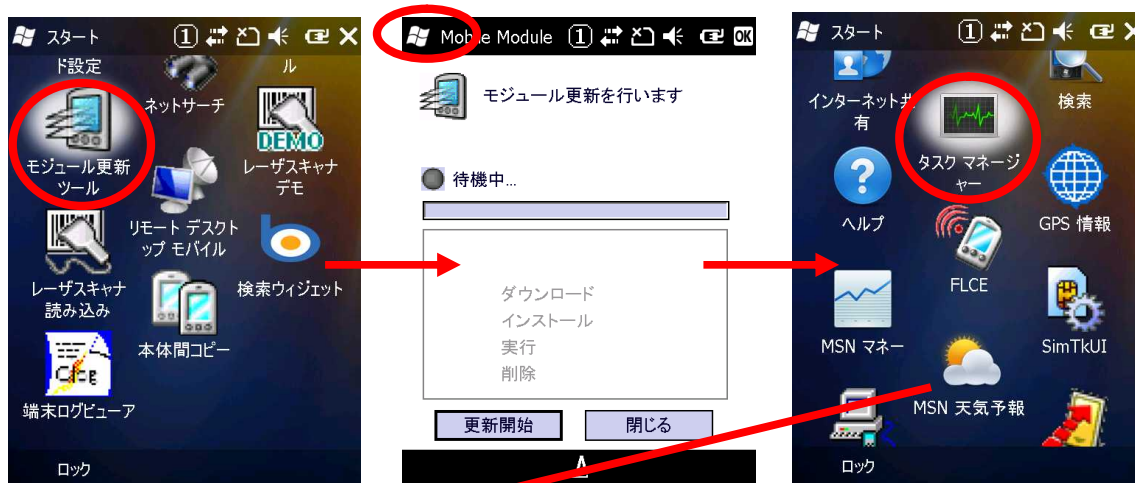 スタート
1
ド設定
ル
ネットサーチ
DEMO
モジュール更新
ツール
レーザスキャナ
デモ
リモート デスクト
ップ モバイル
レーザスキャナ
読み込み
検索ウィジェット
本体間コピー
端末ログビューア
ロック
Mobile Module
1
OK
モジュール更新を行います
待機中...
ダウンロード
インストール
実行
削除
更新開始
閉じる
スタート
1
インターネット共
有
検索
タスク マネージ
ャー
ヘルプ
GPS 情報
FLCE
MSN マネー
SimTkUI
MSN 天気予報
ロック